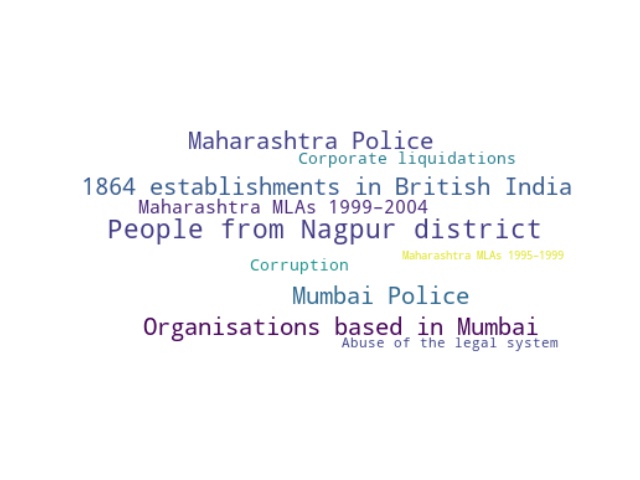 Maharashtra Police
Corporate liquidations
1864 establishments in British India
Maharashtra MLAs 1999–2004
People from Nagpur district
Maharashtra MLAs 1995–1999
Corruption
Mumbai Police
Organisations based in Mumbai
Abuse of the legal system